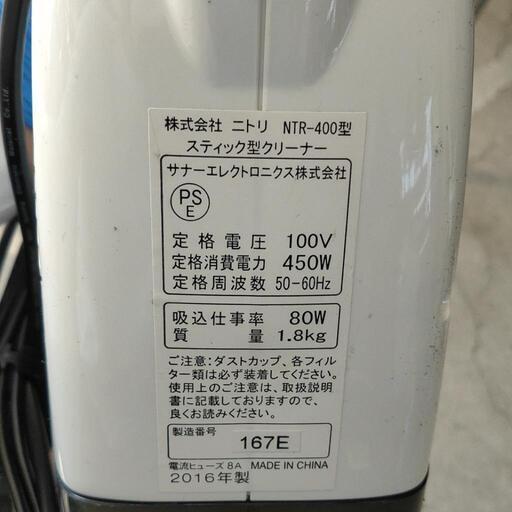 株式会社 ニトリ NTR-400型
スティック型クリーナー
サナーエレクトロニクス株式会社
PS
E
定格電圧 100V
定格消費電力 450W
定格周波数 50-60Hz
吸込仕事率 80W
質量 1.8kg
ご注意:ダストカップ、各フィル
ター類は必ず装着してください。
使用上のご注意は、取扱説明
書に記載してありますので、
良くお読みください。
製造番号 167E
電流ヒューズ8A MADE IN CHINA
2016年製